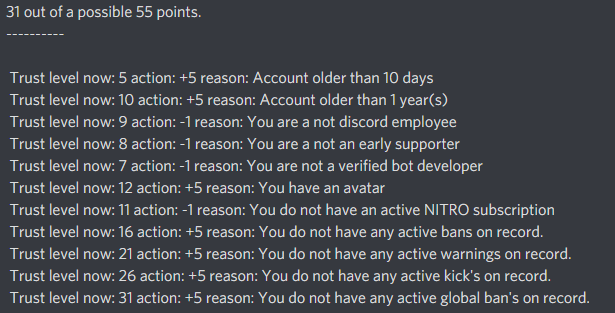 31 out of a possible 55 points.
----------
Trust level now: 5 action: +5 reason: Account older than 10 days
Trust level now: 10 action: +5 reason: Account older than 1 year(s)
Trust level now: 9 action: -1 reason: You are a not discord employee
Trust level now: 8 action: -1 reason: You are a not an early supporter
Trust level now: 7 action: -1 reason: You are not a verified bot developer
Trust level now: 12 action: +5 reason: You have an avatar
Trust level now: 11 action: -1 reason: You do not have an active NITRO subscription
Trust level now: 16 action: +5 reason: You do not have any active bans on record.
Trust level now: 21 action: +5 reason: You do not have any active warnings on record.
Trust level now: 26 action: +5 reason: You do not have any active kick's on record.
Trust level now: 31 action: +5 reason: You do not have any active global ban's on record.